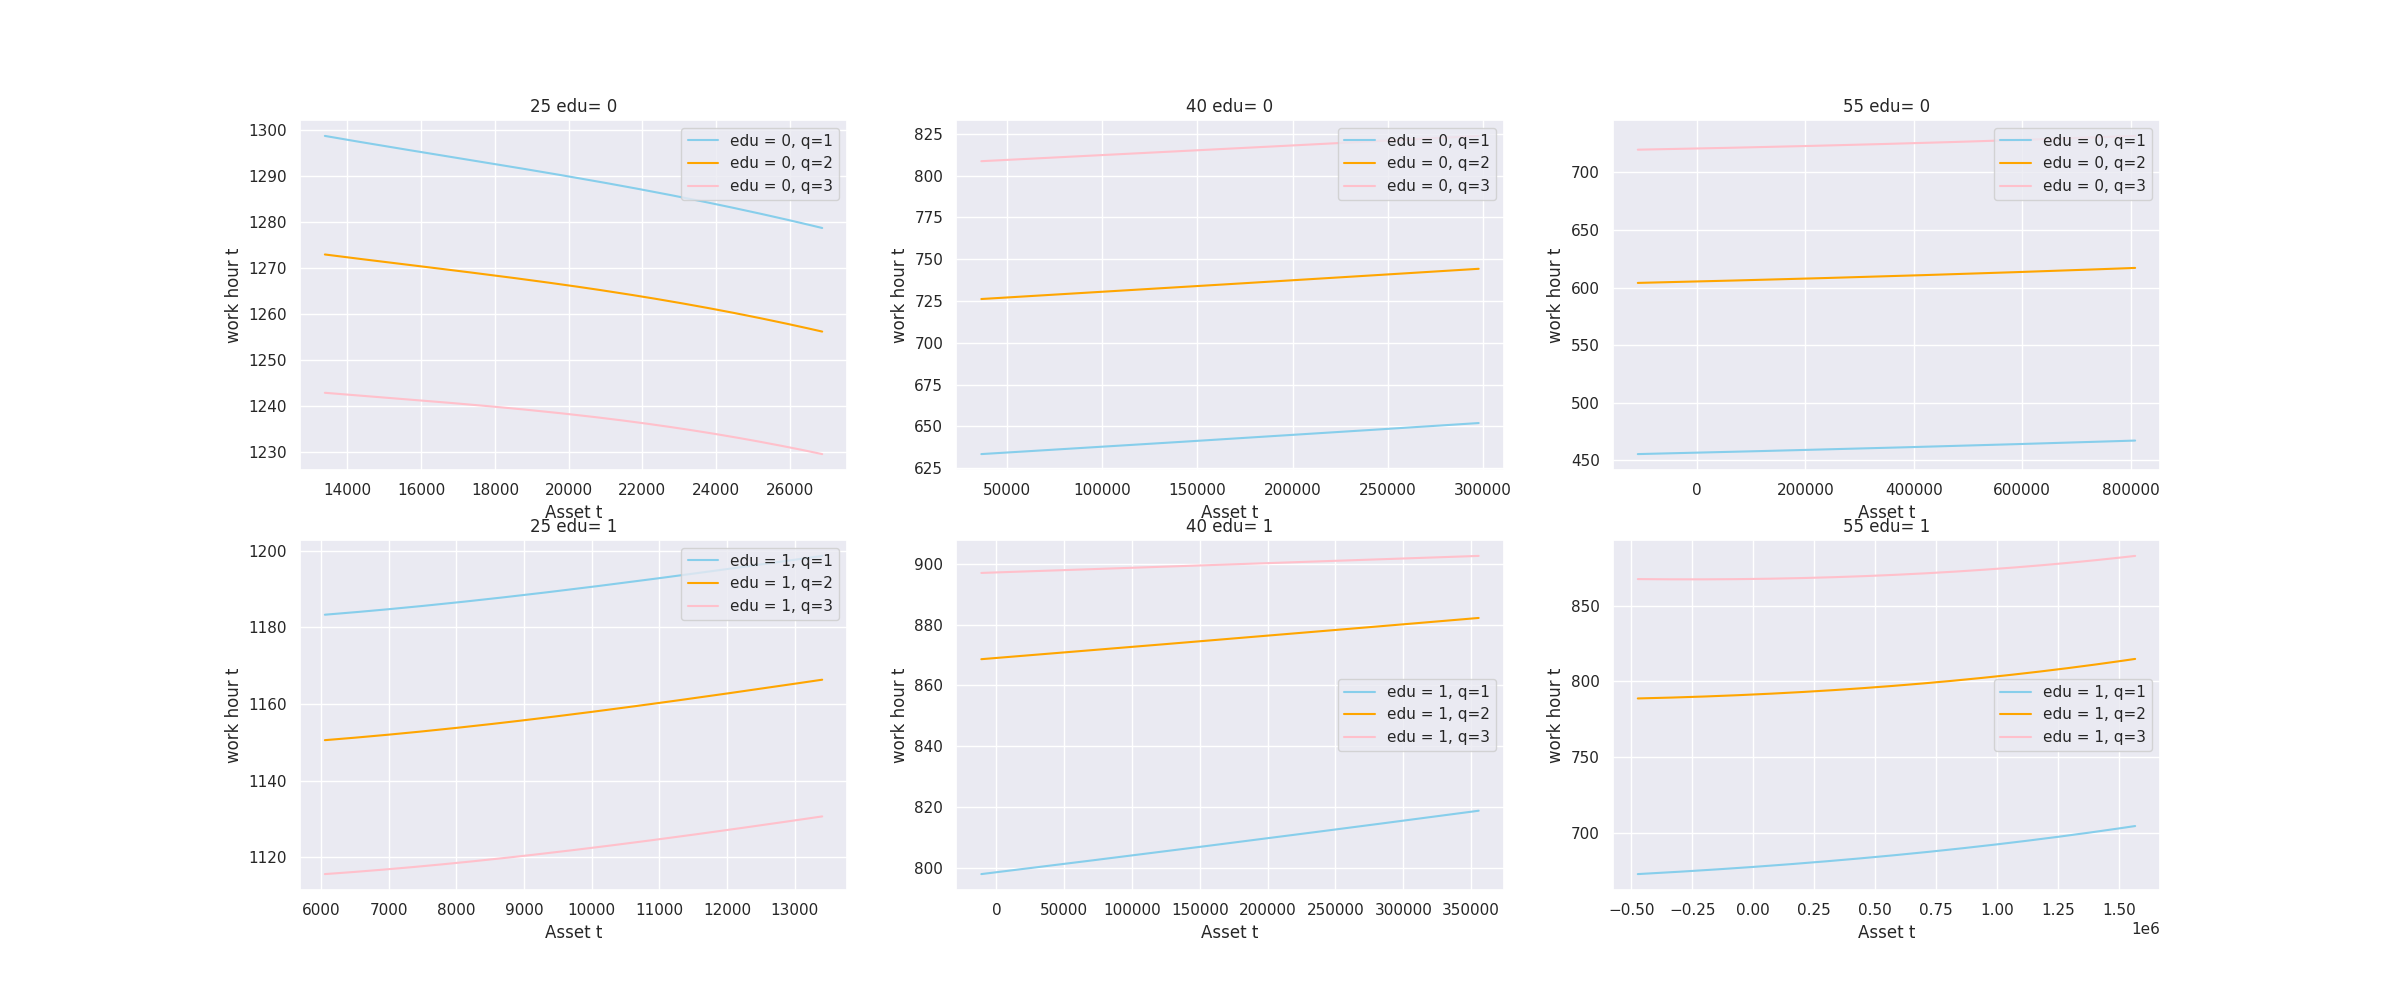 25 edu= 0
work hour t
1300
1290
1280
1270
1260
1250
1240
1230
edu = 0, q=1
edu = 0, q=2
edu = 0, q=3
14000 16000 18000 20000 22000 24000 26000
Asset t
40 edu= 0
work hour t
825
800
775
750
725
700
675
650
625
edu = 0, q=1
edu = 0, q=2
edu = 0, q=3
50000 100000 150000 200000 250000 300000
Asset t
55 edu= 0
work hour t
700
650
600
550
500
450
edu = 0, q=1
edu = 0, q=2
edu = 0, q=3
0 200000 400000 600000 800000
Asset t
25 edu= 1
work hour t
1200
1180
1160
1140
1120
edu = 1, q=1
edu = 1, q=2
edu = 1, q=3
6000 7000 8000 9000 10000 11000 12000 13000
Asset t
40 edu= 1
work hour t
900
880
860
840
820
800
edu = 1, q=1
edu = 1, q=2
edu = 1, q=3
0 50000 100000 150000 200000 250000 300000 350000
Asset t
55 edu= 1
work hour t
850
800
750
700
edu = 1, q=1
edu = 1, q=2
edu = 1, q=3
−0.50 −0.25 0.00 0.25 0.50 0.75 1.00 1.25 1.50
1e6
Asset t